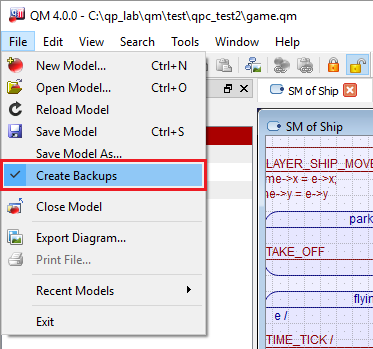 QM 4.0.0 - C:\qp_lab\qm\test\qpc_test2\game.qm
File View Search Tools Window Help
New Model... Ctrl+N
Open Model... Ctrl+O
Reload Model
Save Model Ctrl+S
Save Model As...
Create Backups
Close Model
Export Diagram...
Print File...
Recent Models
Exit
SM of Ship
SM of Ship
LAYER_SHIP_MOV
me->x = e->x;
me->y = e->y;
park
TAKE_OFF
flyin
e /
TIME_TICK /